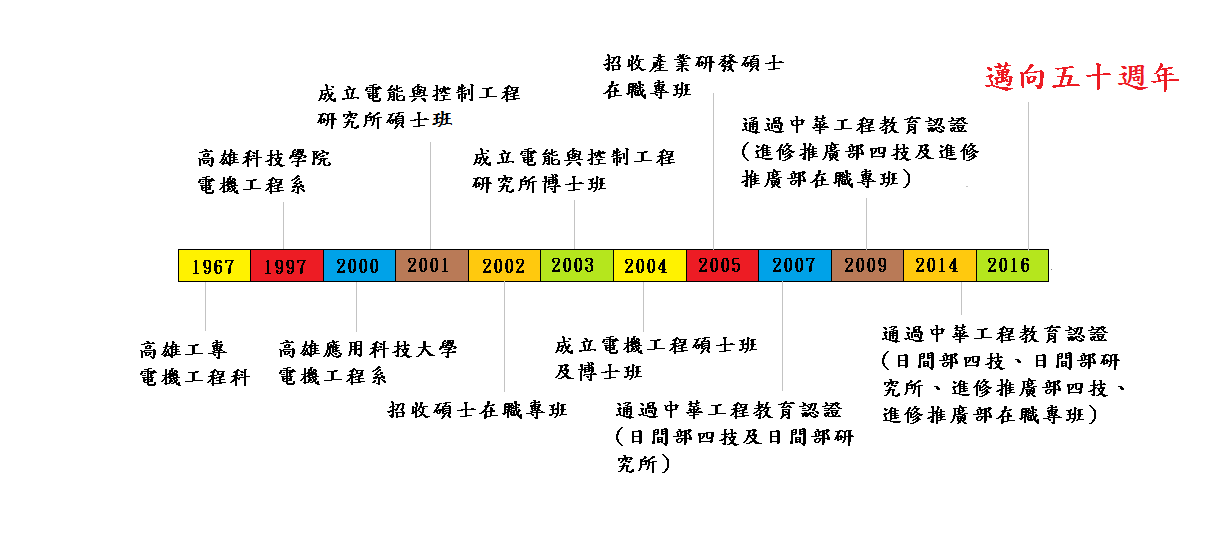 招收產業研發碩士
在職專班
邁向五十週年
成立電能與控制工程
研究所碩士班
通過中華工程教育認證
(進修推廣部四技及進修
推廣部在職專班)
高雄科技學院
電機工程系
成立電能與控制工程
研究所博士班
1967 1997 2000 2001 2002 2003 2004 2005 2007 2009 2014 2016
高雄工專
電機工程科
高雄應用科技大學
電機工程系
成立電機工程碩士班
及博士班
通過中華工程教育認證
(日間部四技、日間部研
究所、進修推廣部四技、
進修推廣部在職專班)
招收碩士在職專班
通過中華工程教育認證
(日間部四技及日間部研
究所)